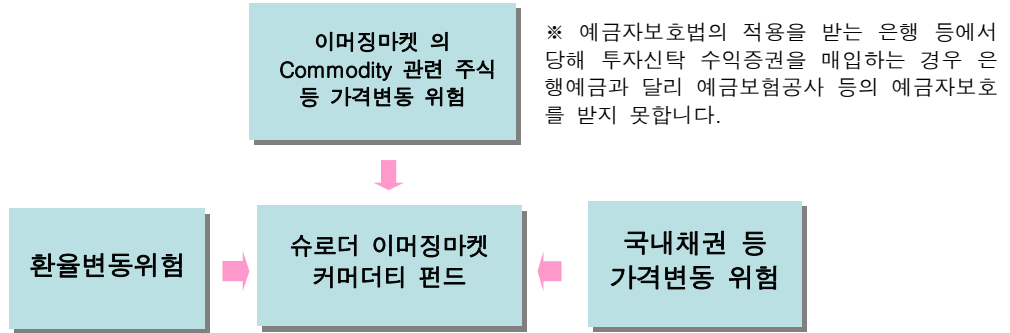 이머징마켓 의
Commodity 관련 주식
등 가격변동 위험
※ 예금자보호법의 적용을 받는 은행 등에서
당해 투자신탁 수익증권을 매입하는 경우 은
행예금과 달리 예금보험공사 등의 예금자보호
를 받지 못합니다.
환율변동위험
슈로더 이머징마켓
커머더티 펀드
국내채권 등
가격변동 위험